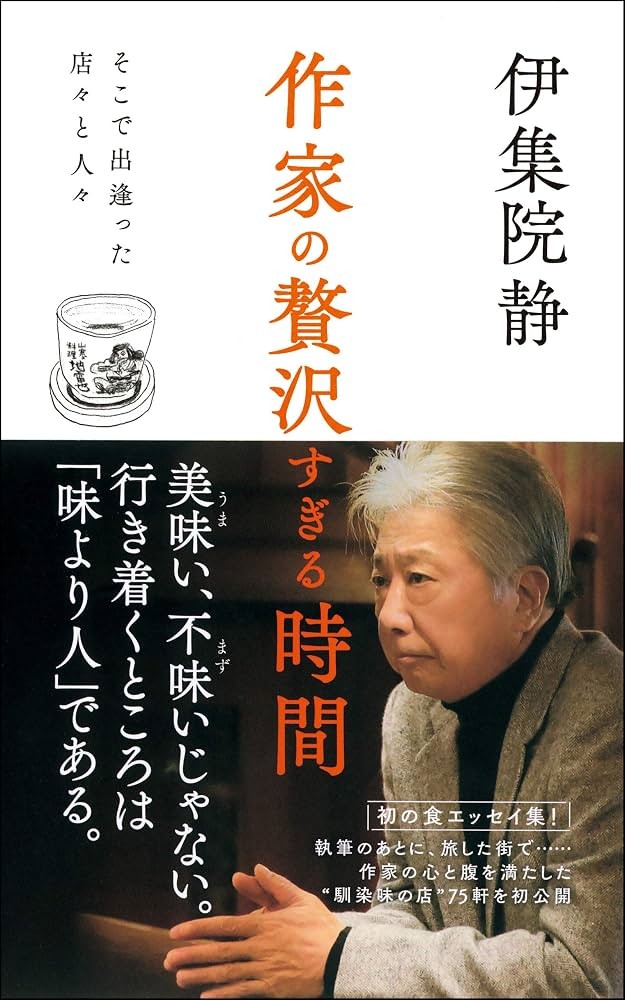 伊集院 静
作家の贅沢すぎる時間
そこで出逢った
店々と人々
山寨
料理
地雷也
美味い、不味いじゃない。
うま
まず
行き着くところは
「味より人」である。
初の食エッセイ集！
執筆のあとに、旅した街で……
作家の心と腹を満たした
“馴染味の店”75軒を初公開